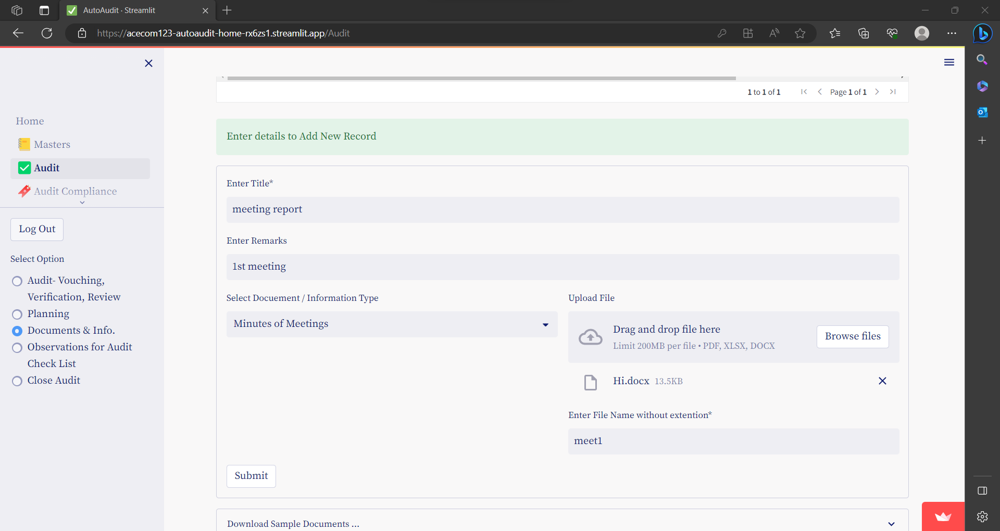 AutoAudit · Streamlit
https://acecom123-autoaudit-home-rx6zs1.streamlit.app/Audit
1 to 1 of 1 Page 1 of 1
Home
Masters
Audit
Audit Compliance
Log Out
Select Option
Audit- Vouching,
Verification, Review
Planning
Documents & Info.
Observations for Audit
Check List
Close Audit
Enter details to Add New Record
Enter Title*
meeting report
Enter Remarks
1st meeting
Select Docuement / Information Type
Minutes of Meetings
Upload File
Drag and drop file here
Limit 200MB per file • PDF, XLSX, DOCX
Browse files
Hi.docx 13.5KB
Enter File Name without extention*
meet1
Submit
Download Sample Documents ...